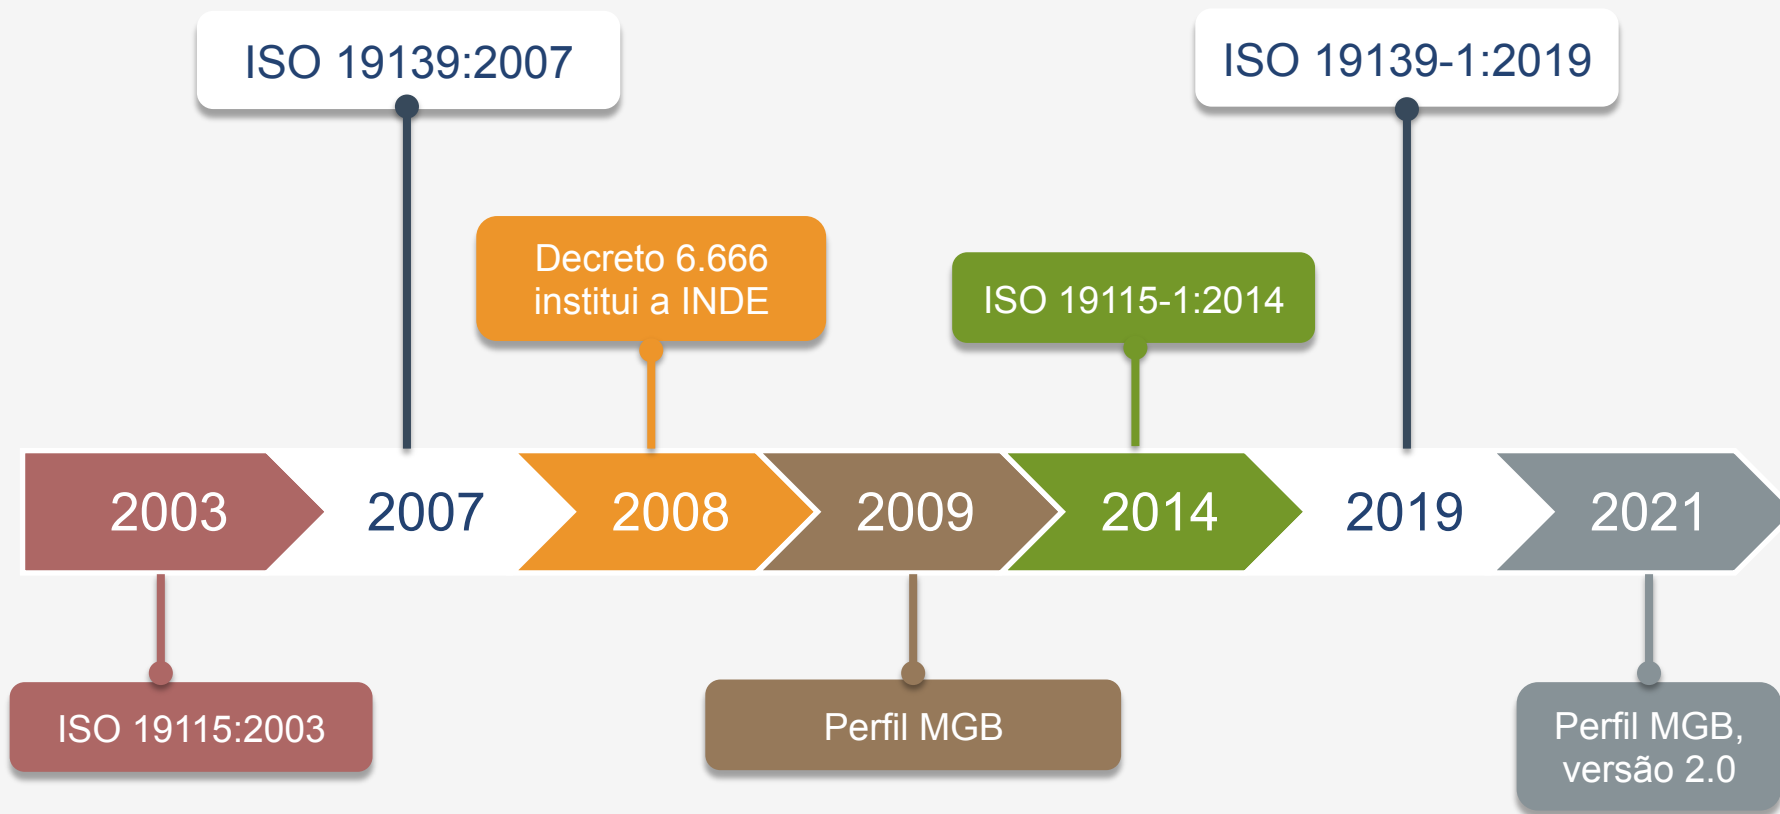 ISO 19139:2007
ISO 19139-1:2019
Decreto 6.666
institui a INDE
ISO 19115-1:2014
2003
2007
2008
2009
2014
2019
2021
ISO 19115:2003
Perfil MGB
Perfil MGB,
versão 2.0